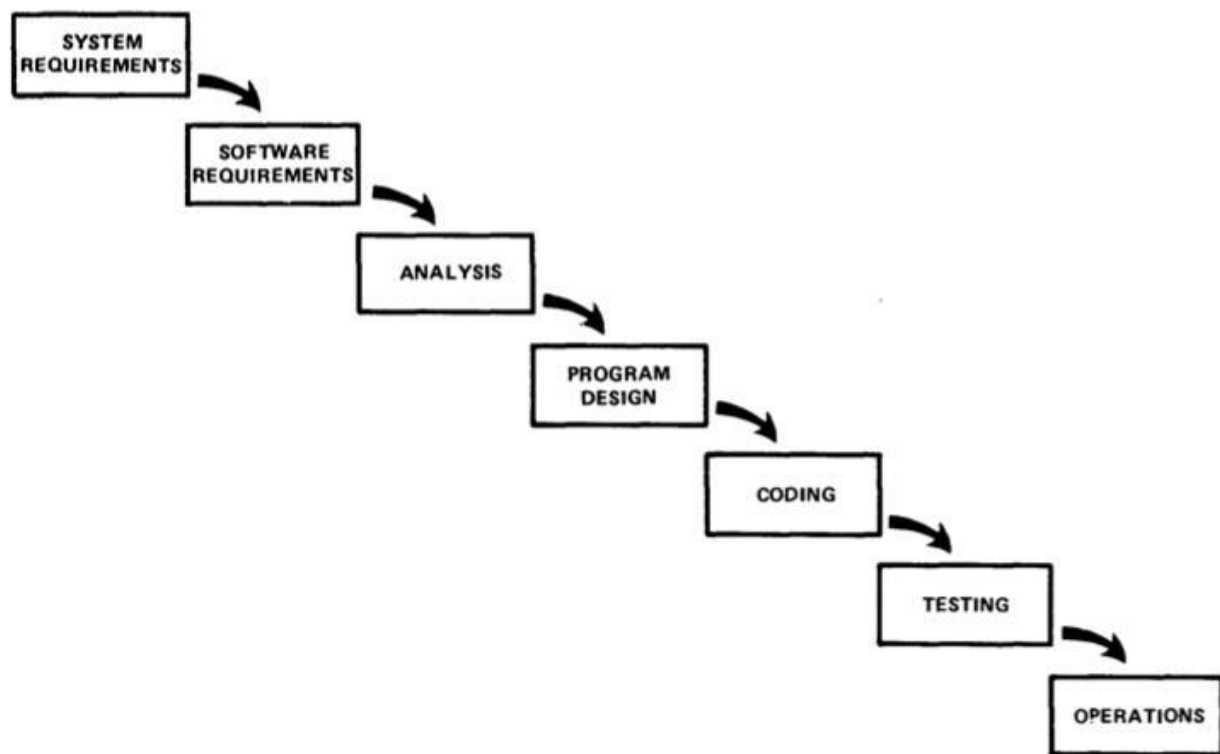 SYSTEM
REQUIREMENTS
SOFTWARE
REQUIREMENTS
ANALYSIS
PROGRAM
DESIGN
CODING
TESTING
OPERATIONS